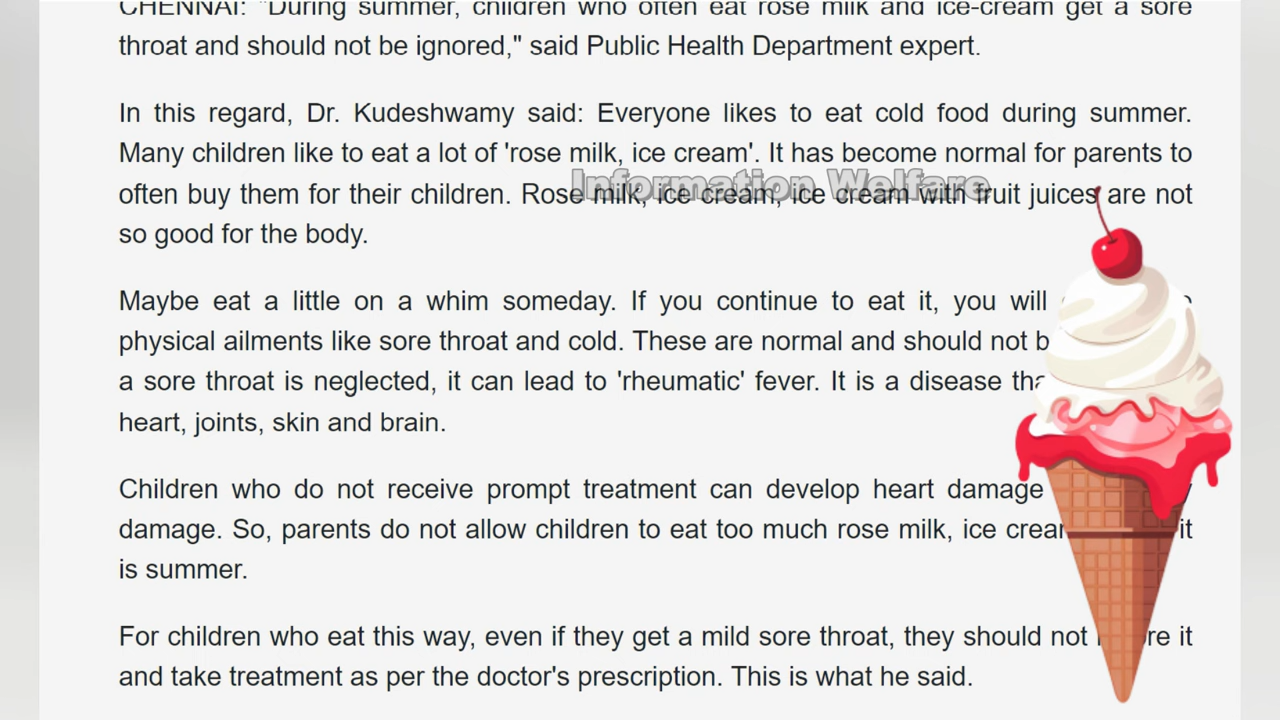 CHENNAI: "During summer, children who often eat rose milk and ice-cream get a sore
throat and should not be ignored," said Public Health Department expert.
In this regard, Dr. Kudeshwamy said: Everyone likes to eat cold food during summer.
Many children like to eat a lot of 'rose milk, ice cream'. It has become normal for parents to
Information Welfare
often buy them for their children. Rose milk, ice cream, ice cream with fruit juices are not
so good for the body.
Maybe eat a little on a whim someday. If you continue to eat it, you will
physical ailments like sore throat and cold. These are normal and should not
a sore throat is neglected, it can lead to 'rheumatic' fever. It is a disease
heart, joints, skin and brain.
Children who do not receive prompt treatment can develop heart damage
damage. So, parents do not allow children to eat too much rose milk, ice it
is summer.
For children who eat this way, even if they get a mild sore throat, they should not it
and take treatment as per the doctor's prescription. This is what he said.